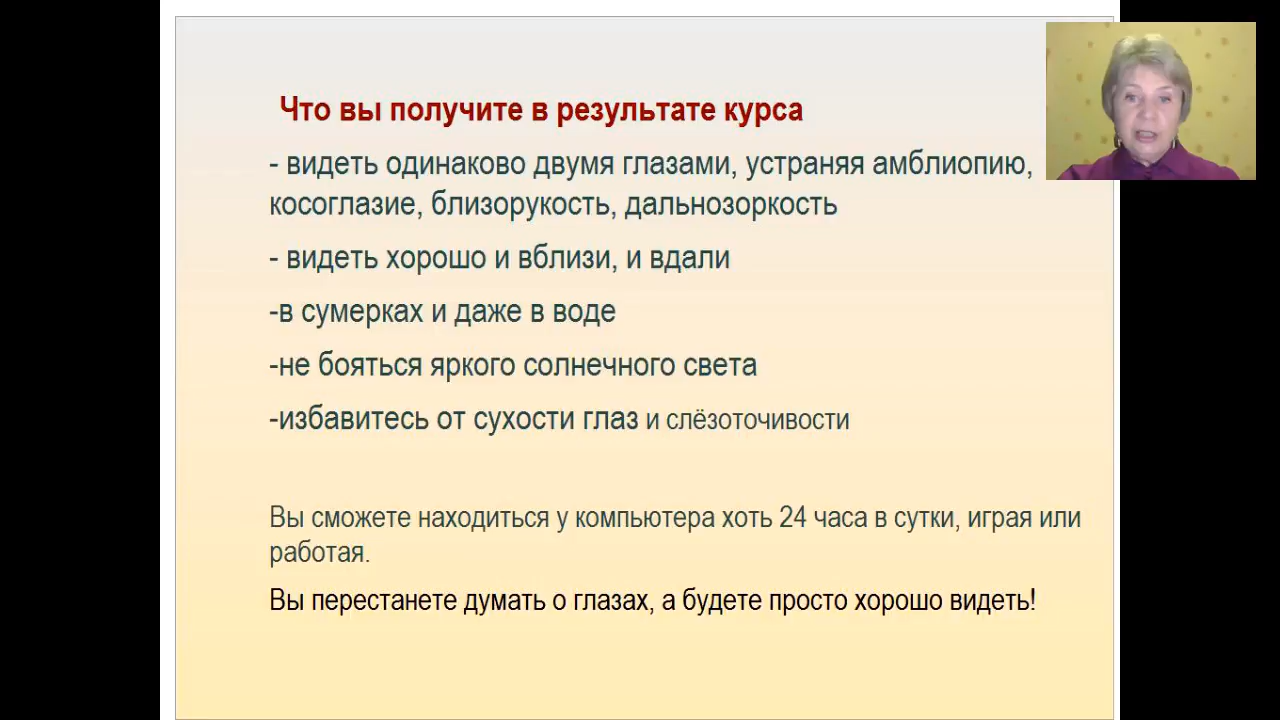 Что вы получите в результате курса
- видеть одинаково двумя глазами, устраняя амблиопию,
косоглазие, близорукость, дальнозоркость
- видеть хорошо и вблизи, и вдали
-в сумерках и даже в воде
-не бояться яркого солнечного света
-избавитесь от сухости глаз и слёзоточивости
Вы сможете находиться у компьютера хоть 24 часа в сутки, играя или
работая.
Вы перестанете думать о глазах, а будете просто хорошо видеть!